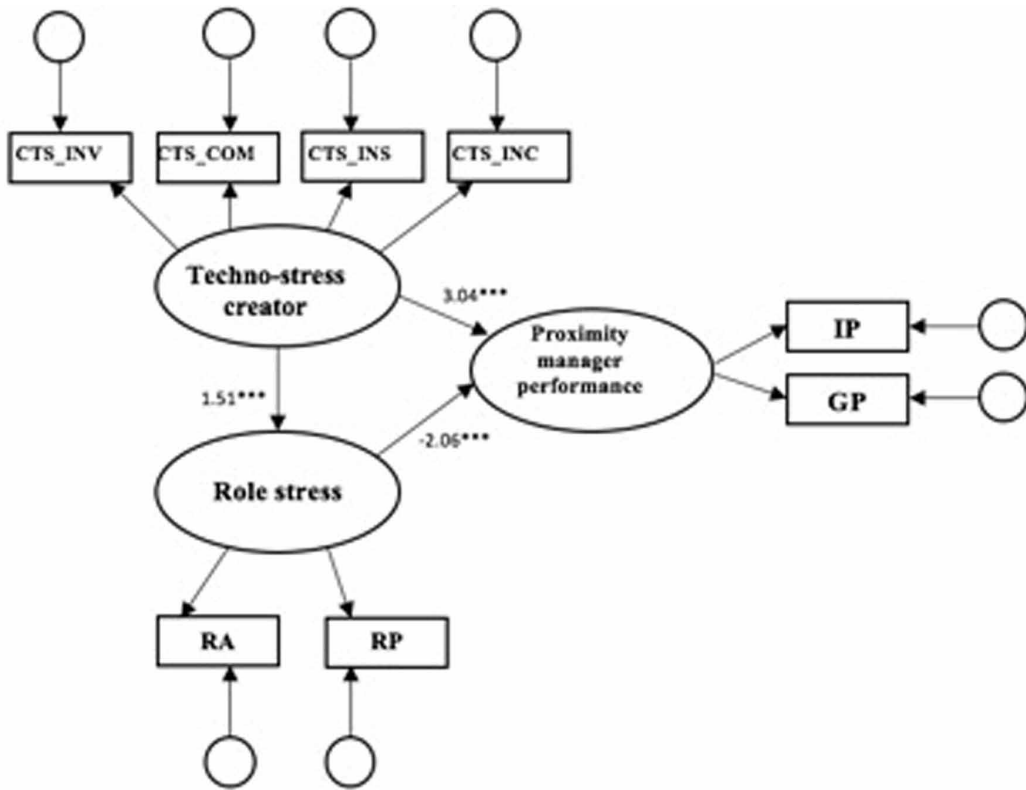 CTS_INV
CTS_COM
CTS_INS
CTS_INC
Techno-stress
creator
3.04***
Proximity
manager
performance
IP
GP
1.51***
-2.06***
Role stress
RA
RP